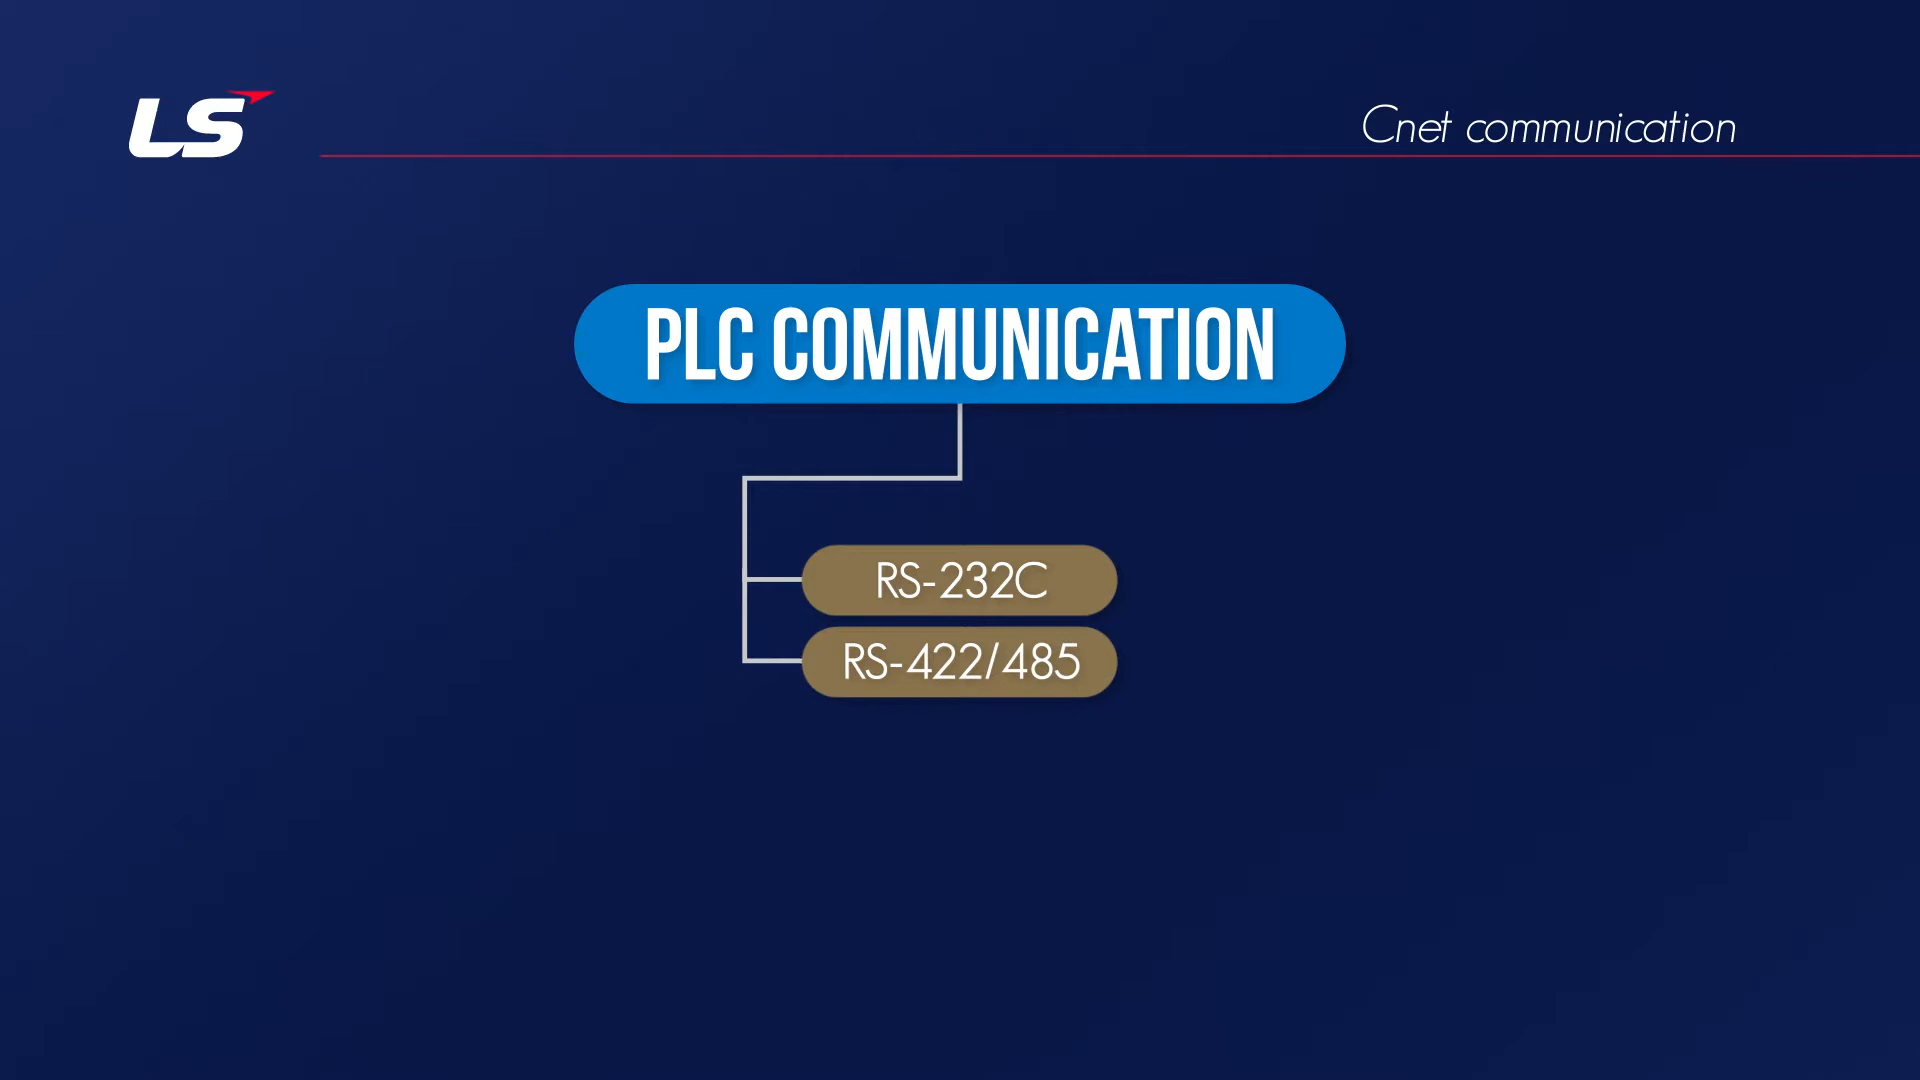 LS
Cnet communication
PLC COMMUNICATION
RS-232C
RS-422/485